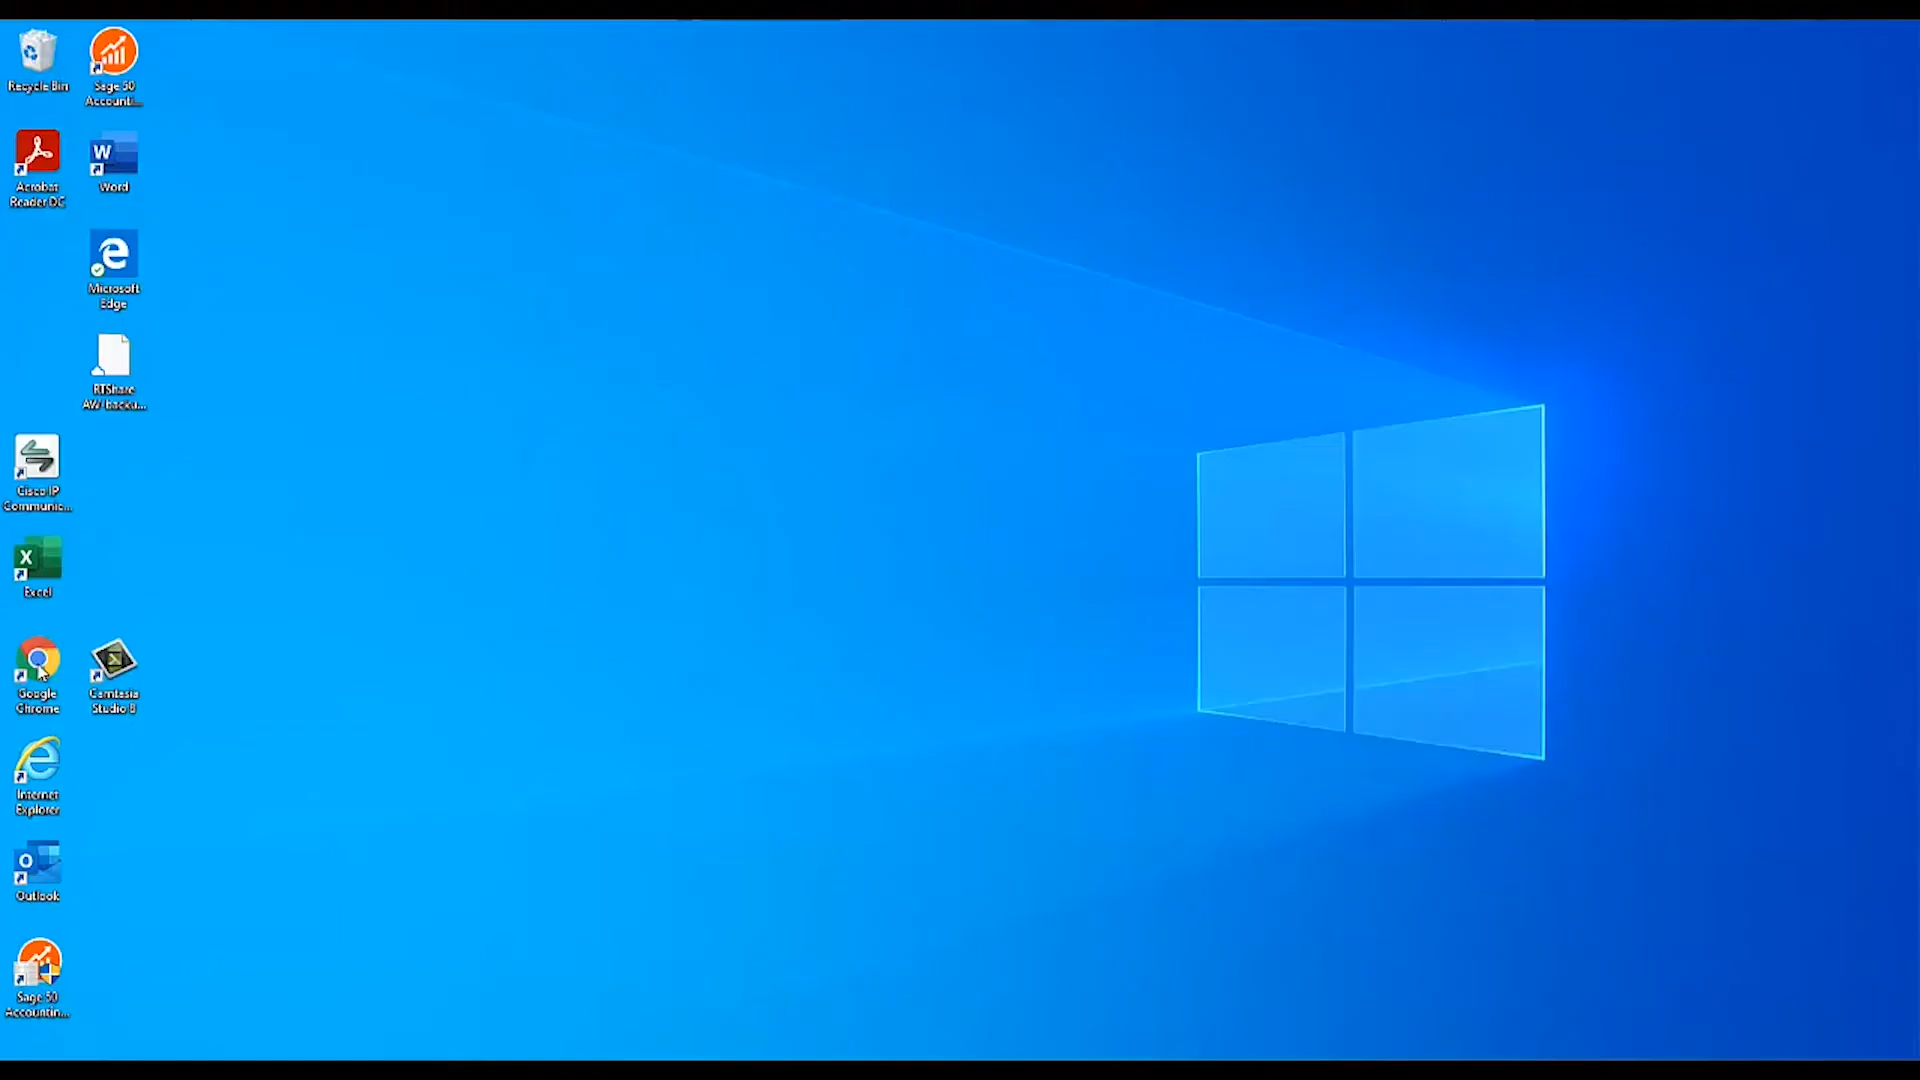 Recycle Bin
Sage 50
Accounti...
Acrobat
Reader DC
W
Word
Microsoft
Edge
RTShare
AW backu...
Cisco IP
Communic...
X
Excel
Google
Chrome
Camtasia
Studio 8
Internet
Explorer
O
Outlook
Sage 50
Accountin...